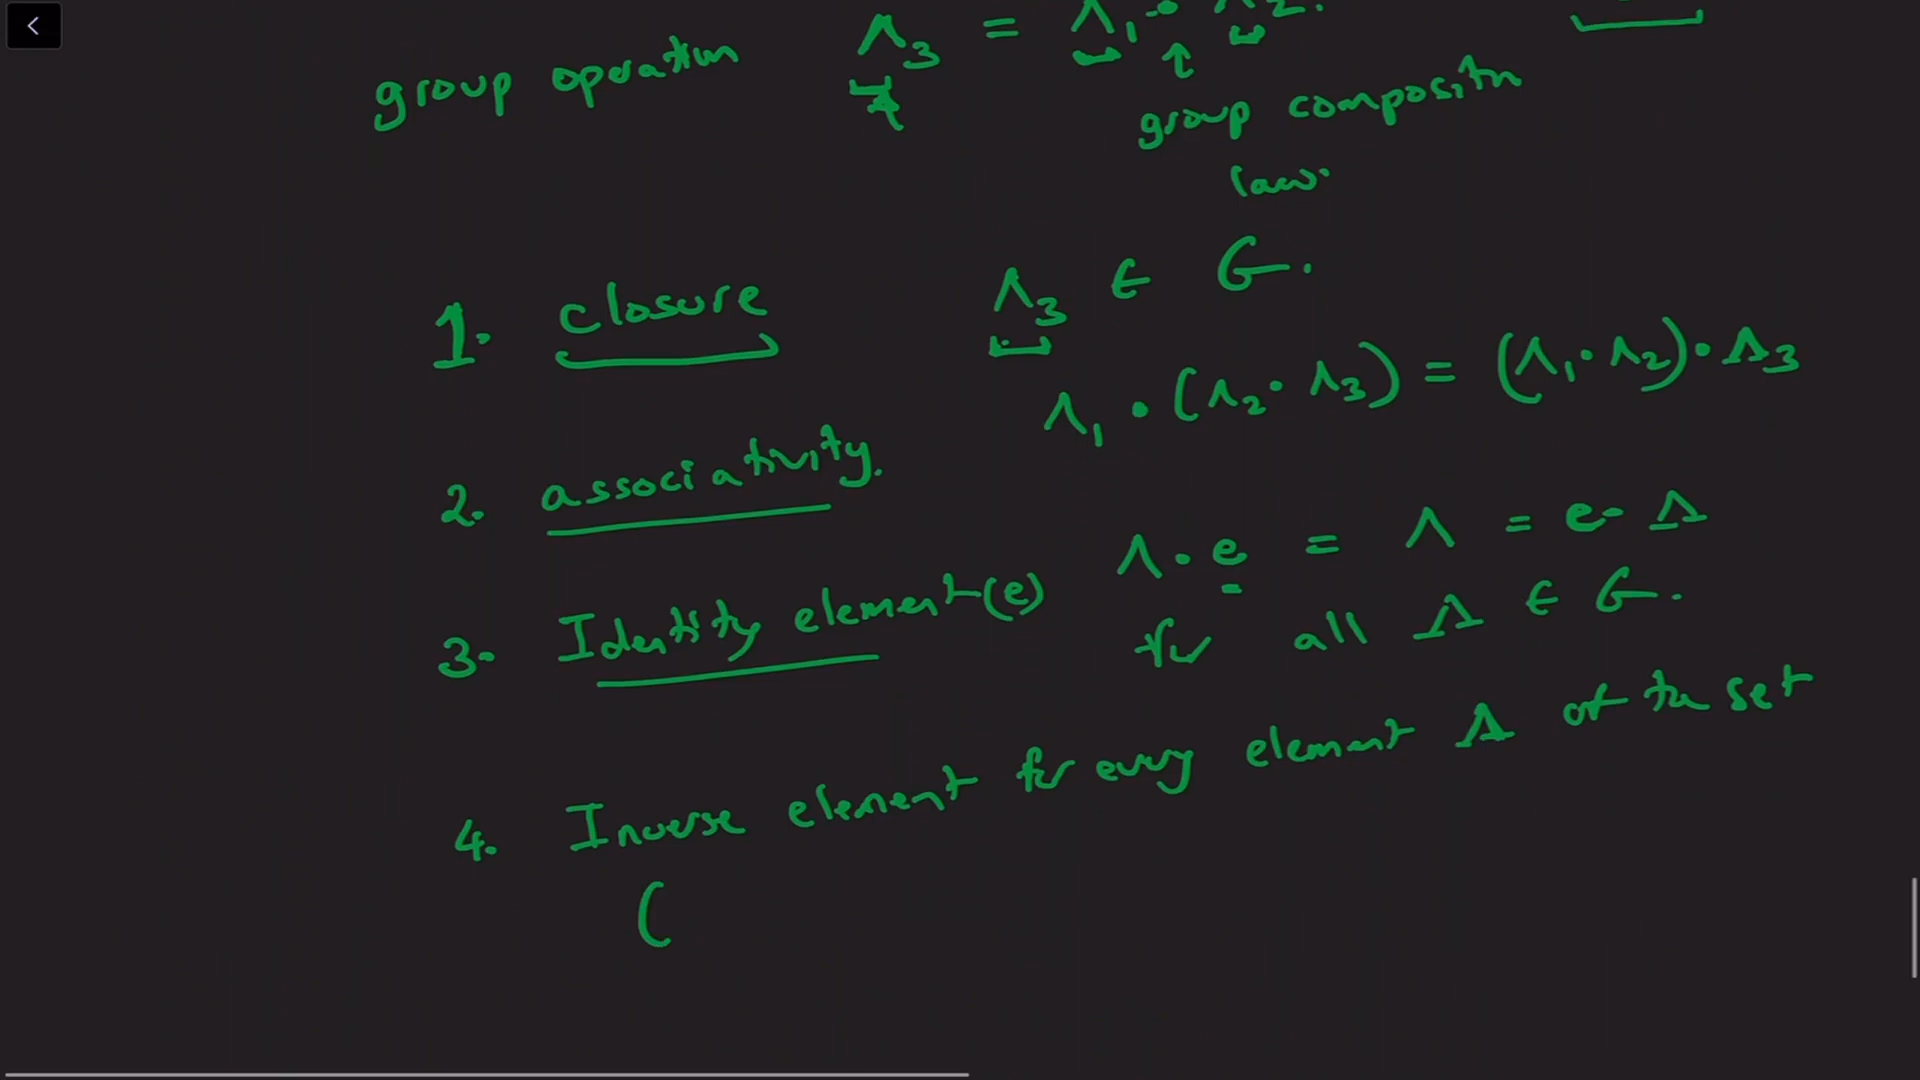 group operation Λ₃ = Λ₁ · Λ₂.
group composition
law.
1. closure Λ₃ ∈ G.
Λ₁ · (Λ₂ · Λ₃) = (Λ₁ · Λ₂) · Λ₃
2. associativity.
3. Identity element (e) Λ · e = Λ = e · Λ
for all Λ ∈ G.
4. Inverse element for every element Λ of the set
(